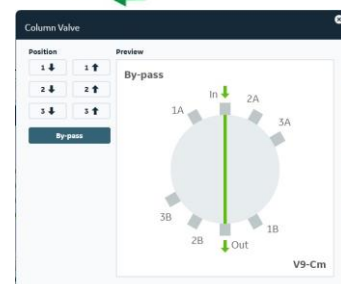 Column Valve
Position
Preview
1 ⬇ 1 ⬆
2 ⬇ 2 ⬆
3 ⬇ 3 ⬆
By-pass
By-pass
In
2A
1A
3A
3B
2B
1B
Out
V9-Cm